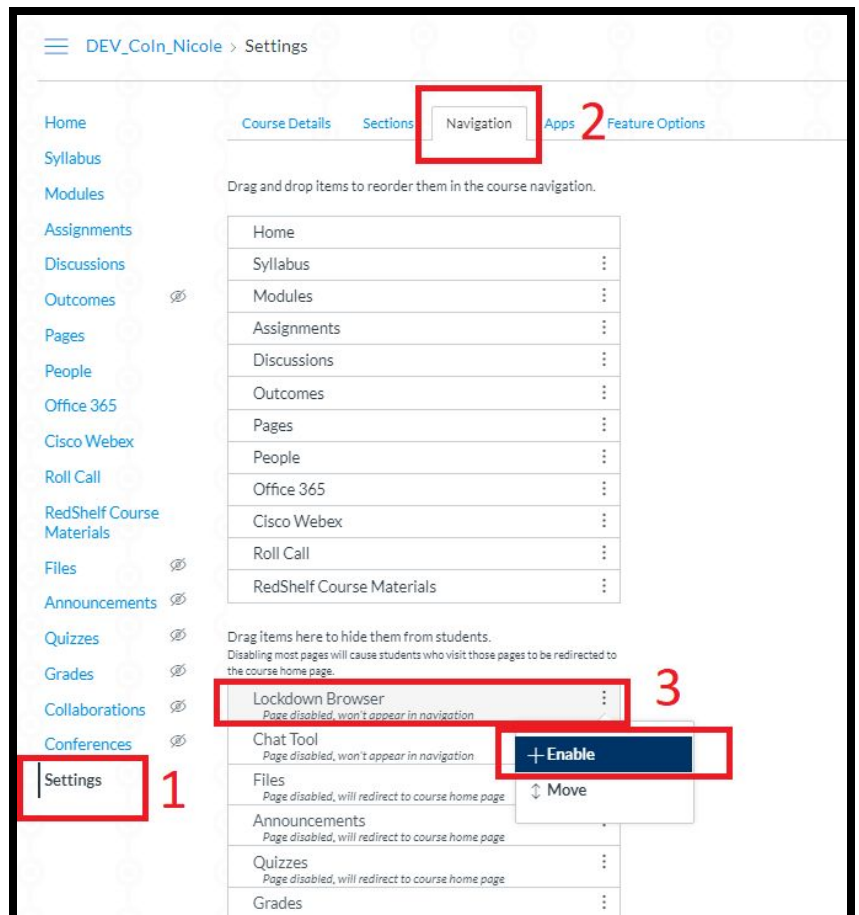 DEV_CoIn_Nicole > Settings
Home
Syllabus
Modules
Assignments
Discussions
Outcomes
Pages
People
Office 365
Cisco Webex
Roll Call
RedShelf Course
Materials
Files
Announcements
Quizzes
Grades
Collaborations
Conferences
Settings
1
Course Details Sections Navigation Apps 2 Feature Options
Drag and drop items to reorder them in the course navigation.
Home
Syllabus
Modules
Assignments
Discussions
Outcomes
Pages
People
Office 365
Cisco Webex
Roll Call
RedShelf Course Materials
Drag items here to hide them from students.
Disabling most pages will cause students who visit those pages to be redirected to
the course home page.
Lockdown Browser
Page disabled, won't appear in navigation
3
Chat Tool
Page disabled, won't appear in navigation
+ Enable
Move
Files
Page disabled, will redirect to course home page
Announcements
Page disabled, will redirect to course home page
Quizzes
Page disabled, will redirect to course home page
Grades